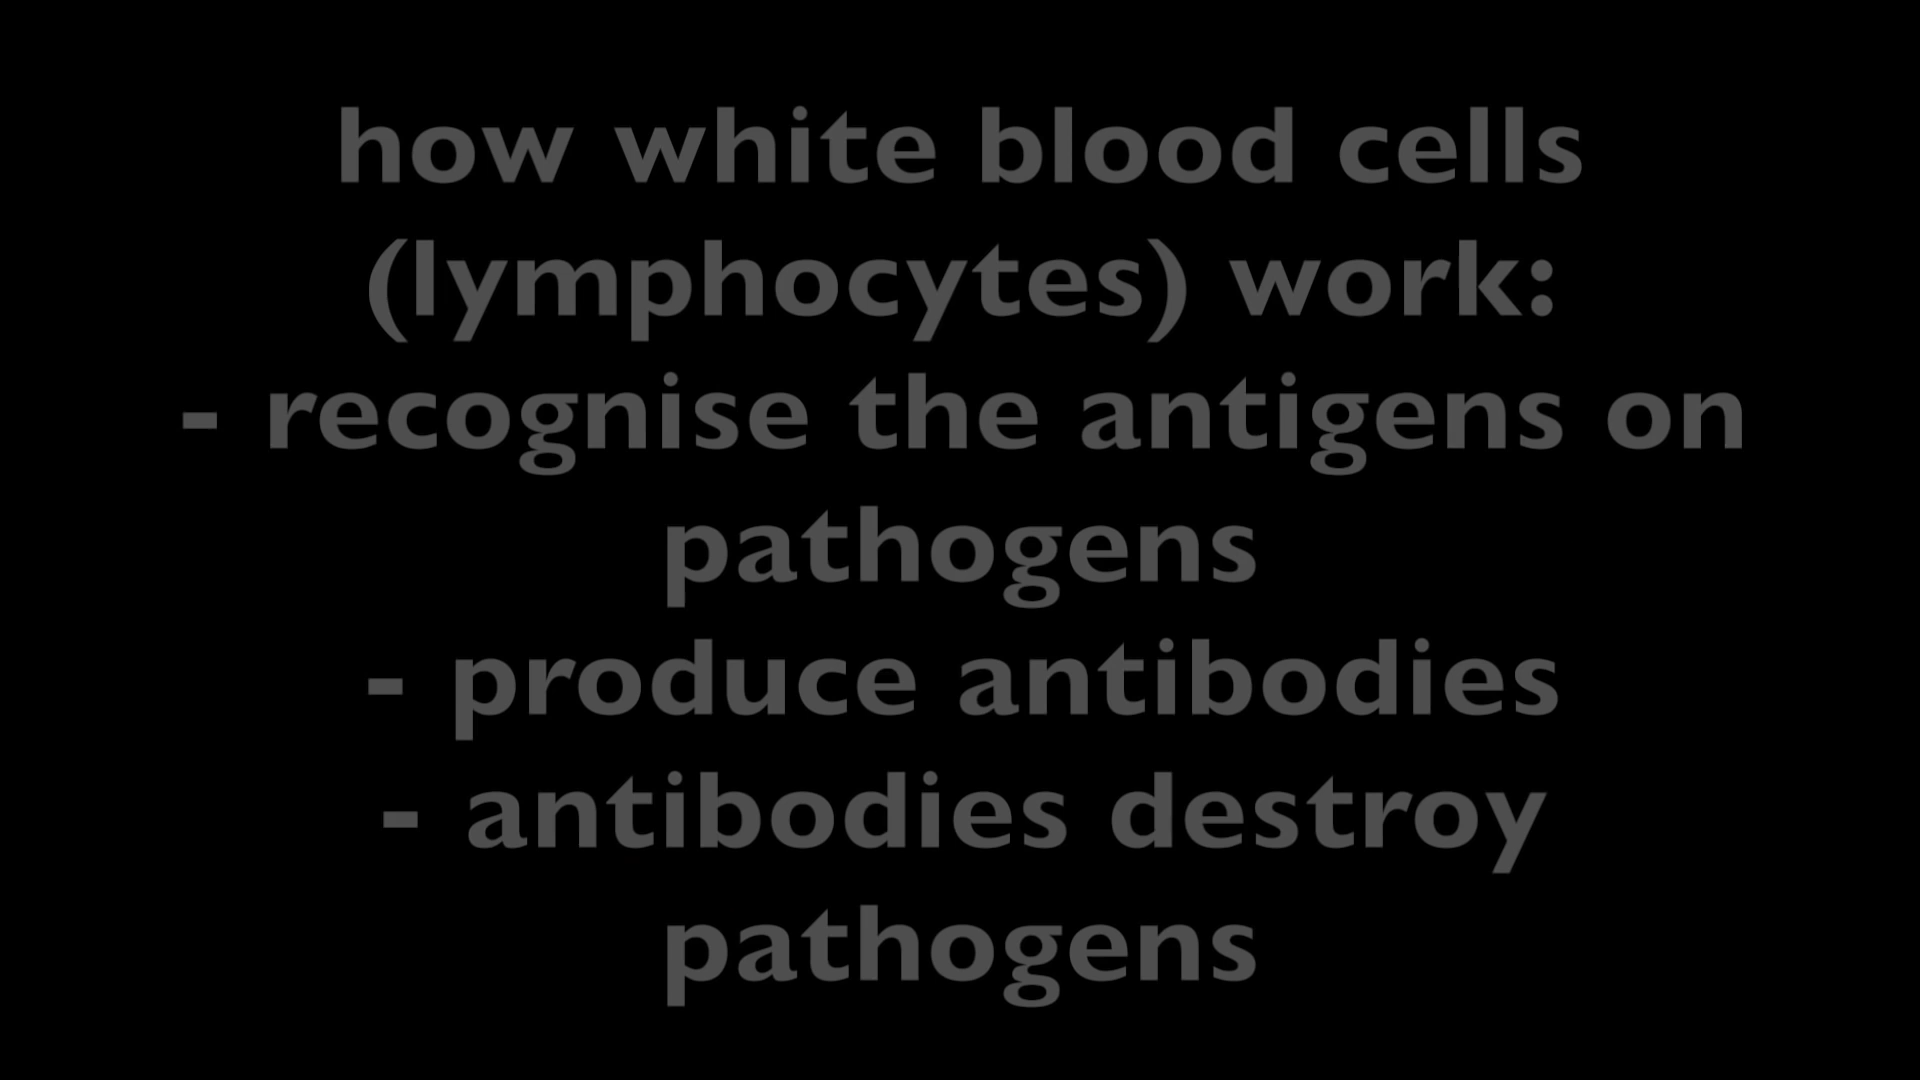 how white blood cells
(lymphocytes) work:
- recognise the antigens on
pathogens
- produce antibodies
- antibodies destroy
pathogens